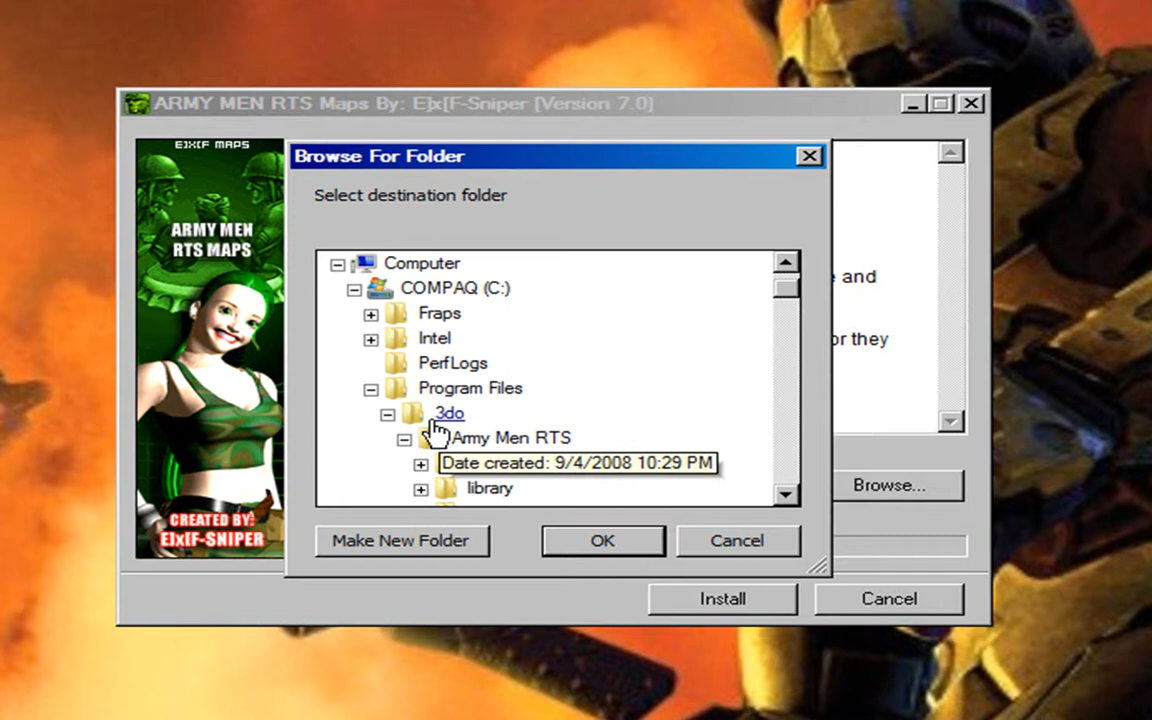 ARMY MEN RTS Maps By: E]x[F-Sniper [Version 7.0]
E]X[F MAPS
ARMY MEN
RTS MAPS
CREATED BY:
E]x[F-SNIPER
Browse For Folder
Select destination folder
Computer
COMPAQ (C:)
Fraps
Intel
PerfLogs
Program Files
3do
Army Men RTS
Date created: 9/4/2008 10:29 PM
library
Make New Folder
OK
Cancel
and
or they
Browse...
Install
Cancel